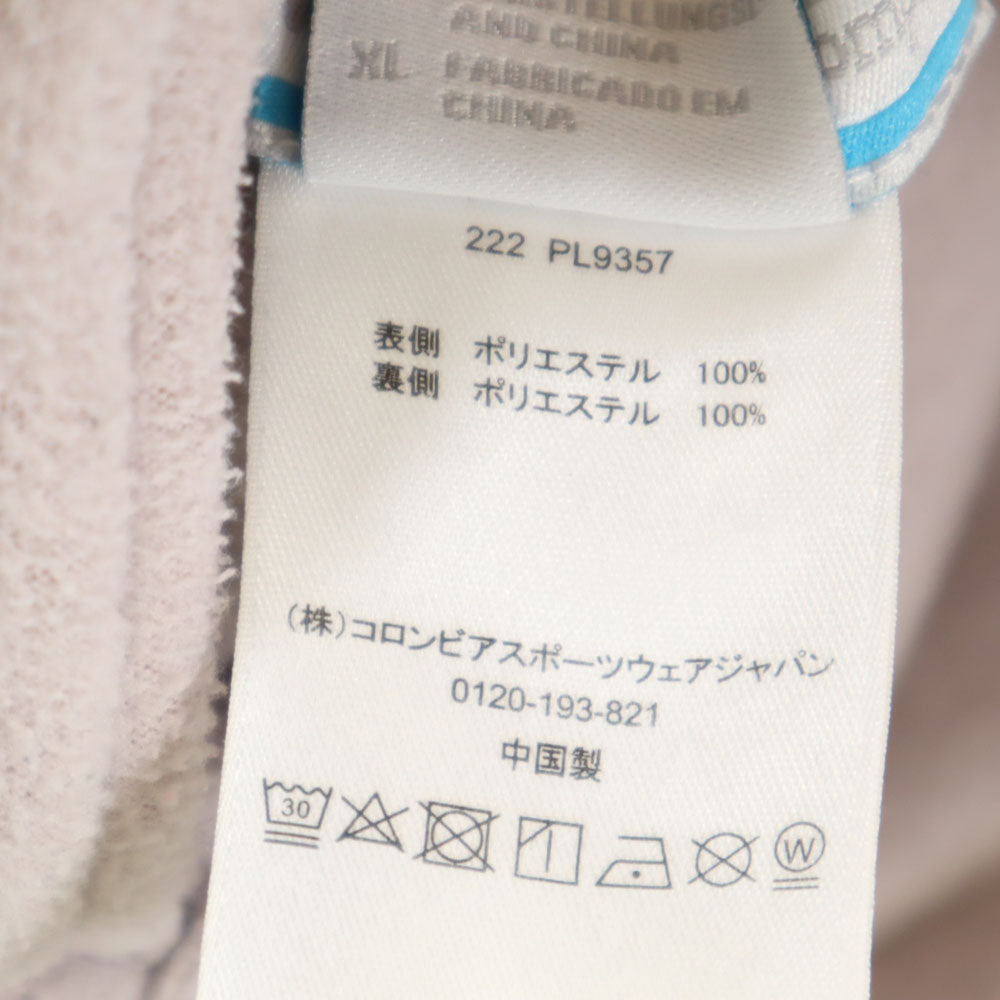 AND CHINA
XL FABRICADO EM
CHINA
222 PL9357
表側 ポリエステル 100%
裏側 ポリエステル 100%
(株)コロンビアスポーツウェアジャパン
0120-193-821
中国製
30
W